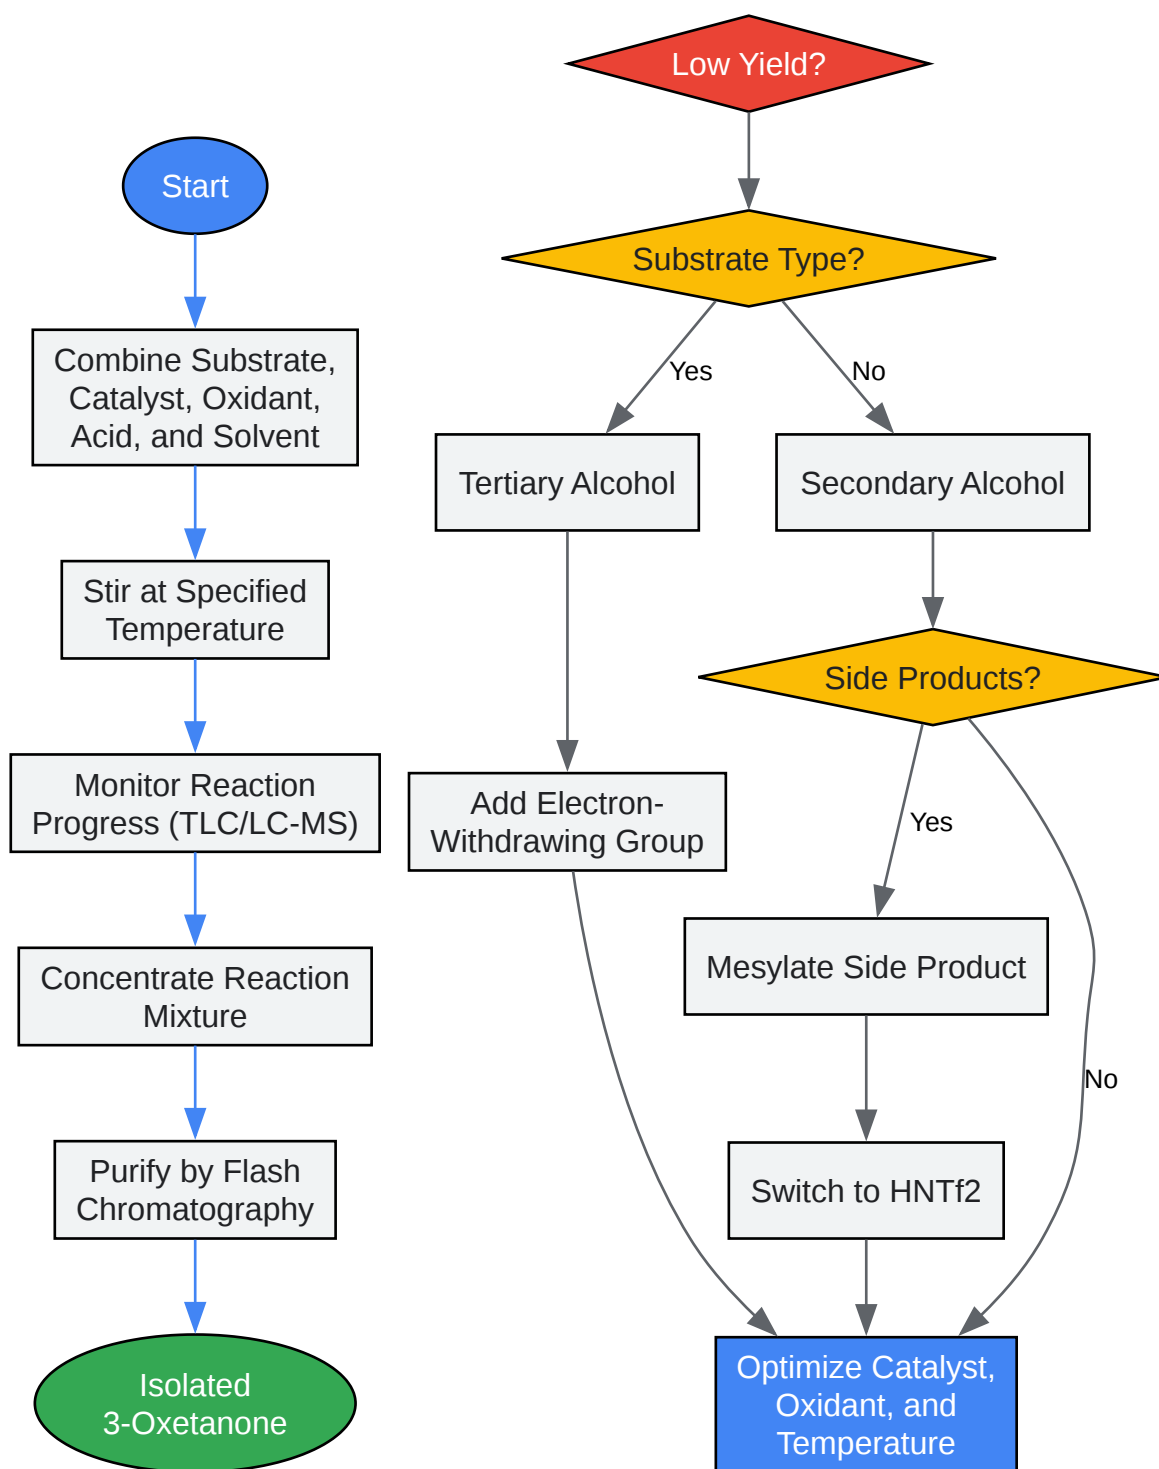 Start
Combine Substrate,
Catalyst, Oxidant,
Acid, and Solvent
Stir at Specified
Temperature
Monitor Reaction
Progress (TLC/LC-MS)
Concentrate Reaction
Mixture
Purify by Flash
Chromatography
Isolated
3-Oxetanone
Low Yield?
Substrate Type?
Yes
No
Tertiary Alcohol
Secondary Alcohol
Side Products?
Add Electron-
Withdrawing Group
Yes
Mesylate Side Product
No
Switch to HNTf2
Optimize Catalyst,
Oxidant, and
Temperature